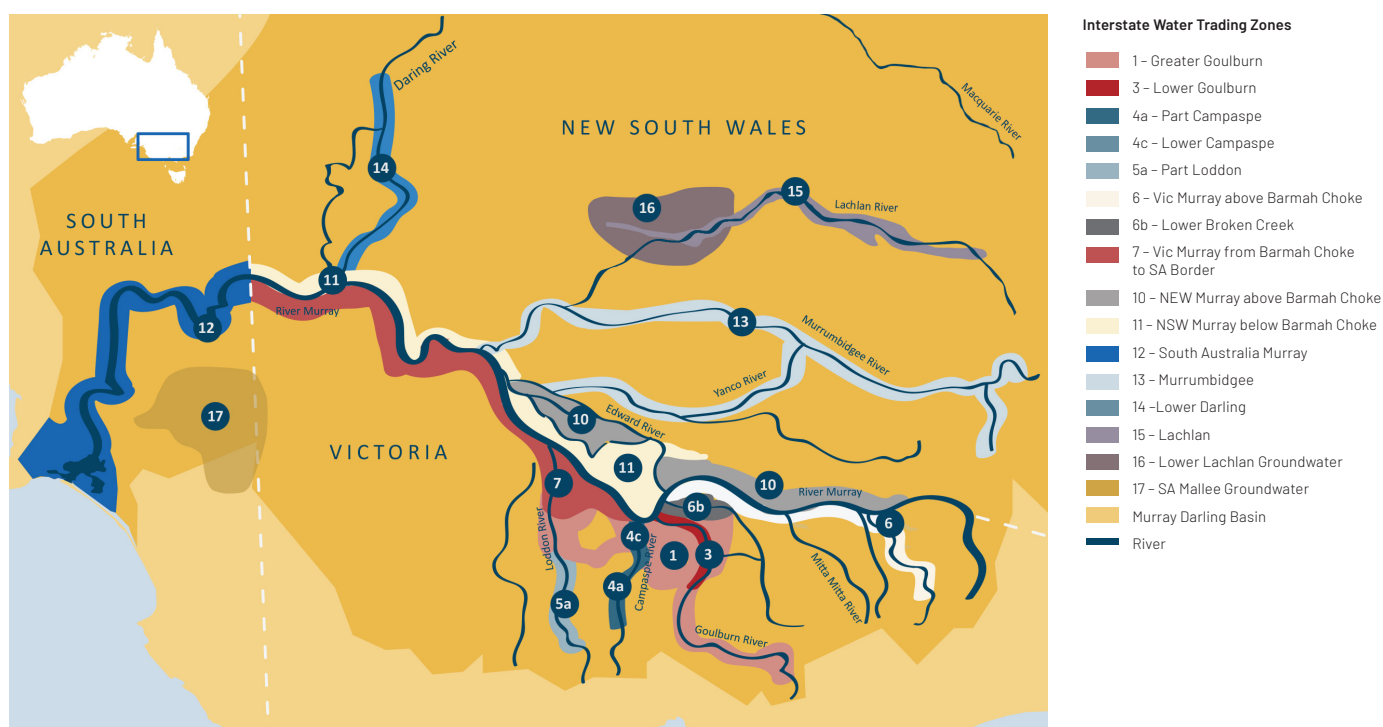 Daring River
Macquarie River
NEW SOUTH WALES
14
15
16
Lachlan River
SOUTH
AUSTRALIA
11
River Murray
12
13
Murrumbidgee River
Yanco River
17
VICTORIA
10
Edward River
11
7
10
River Murray
6b
6
4c
1
3
Loddon River
Campaspe River
Mitta Mitta River
4a
5a
Goulburn River
Interstate Water Trading Zones
1 – Greater Goulburn
3 – Lower Goulburn
4a – Part Campaspe
4c – Lower Campaspe
5a – Part Loddon
6 – Vic Murray above Barmah Choke
6b – Lower Broken Creek
7 – Vic Murray from Barmah Choke
to SA Border
10 – NEW Murray above Barmah Choke
11 – NSW Murray below Barmah Choke
12 – South Australia Murray
13 – Murrumbidgee
14 –Lower Darling
15 – Lachlan
16 – Lower Lachlan Groundwater
17 – SA Mallee Groundwater
Murray Darling Basin
River